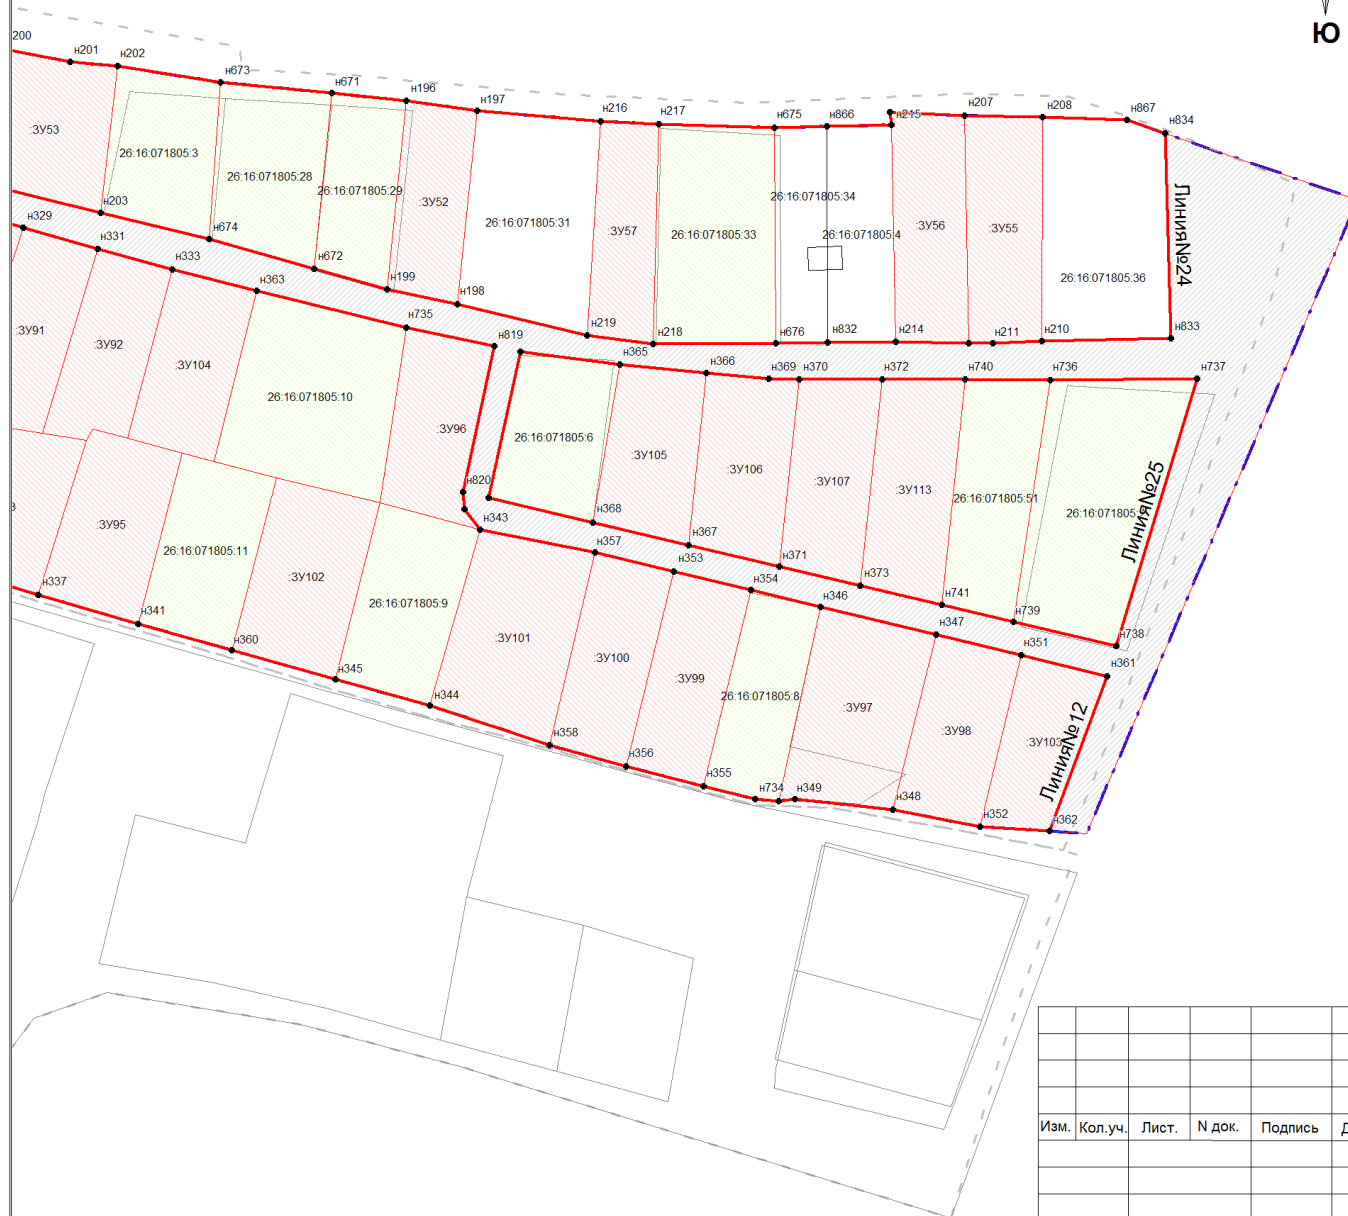 Ю
200
н201
н202
н673
н671
н196
н197
н216
н217
н675
н866
н215
н207
н208
н867
н834
:ЗУ53
26:16:071805:3
26:16:071805:28
26:16:071805:29
:ЗУ52
26:16:071805:31
:ЗУ57
26:16:071805:33
26:16:071805:34
26:16:071805:4
:ЗУ56
:ЗУ55
26:16:071805:36
Линия№24
н203
н674
н672
н199
н198
н219
н218
н676
н832
н214
н211
н210
н833
н329
н331
н333
н363
н735
н819
н365
н366
н369
н370
н372
н740
н736
н737
:ЗУ91
:ЗУ92
:ЗУ104
26:16:071805:10
:ЗУ96
26:16:071805:6
:ЗУ105
:ЗУ106
:ЗУ107
:ЗУ113
26:16:071805:51
26:16:071805:
Линия№25
н820
н343
н368
н367
н371
н373
н741
н739
н738
3
:ЗУ95
26:16:071805:11
:ЗУ102
26:16:071805:9
:ЗУ101
:ЗУ100
:ЗУ99
26:16:071805:8
:ЗУ97
:ЗУ98
:ЗУ103
Линия№12
н357
н353
н354
н346
н347
н351
н361
н337
н341
н360
н345
н344
н358
н356
н355
н734
н349
н348
н352
н362
Изм. Кол.уч. Лист. N док. Подпись Д